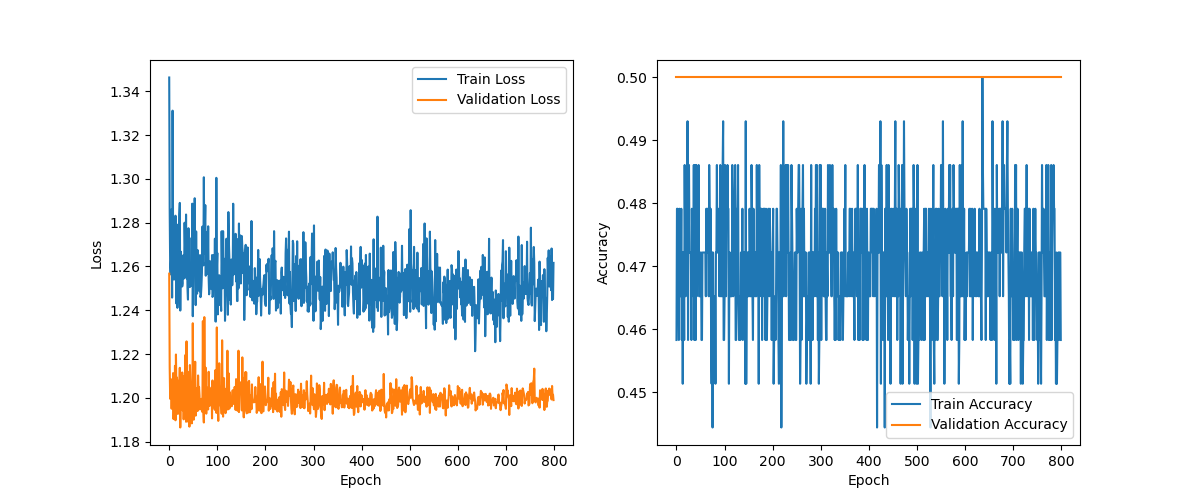 1.34
1.32
1.30
1.28
1.26
1.24
1.22
1.20
1.18
Loss
0 100 200 300 400 500 600 700 800
Epoch
Train Loss
Validation Loss
0.50
0.49
0.48
0.47
0.46
0.45
Accuracy
0 100 200 300 400 500 600 700 800
Epoch
Train Accuracy
Validation Accuracy